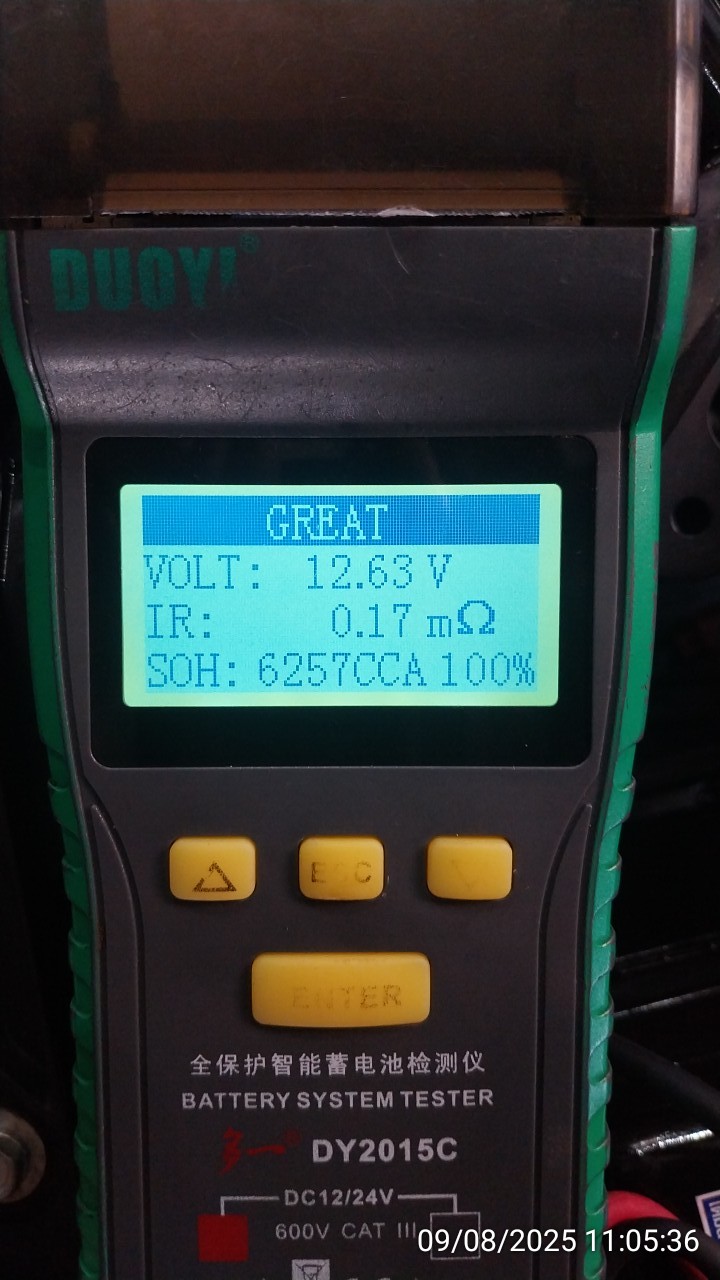 DUOYI®
GREAT
VOLT: 12.63 V
IR: 0.17 mΩ
SOH: 6257CCA 100%
ESC
ENTER
全保护智能蓄电池检测仪
BATTERY SYSTEM TESTER
多一® DY2015C
DC12/24V
600V CAT III
09/08/2025 11:05:36